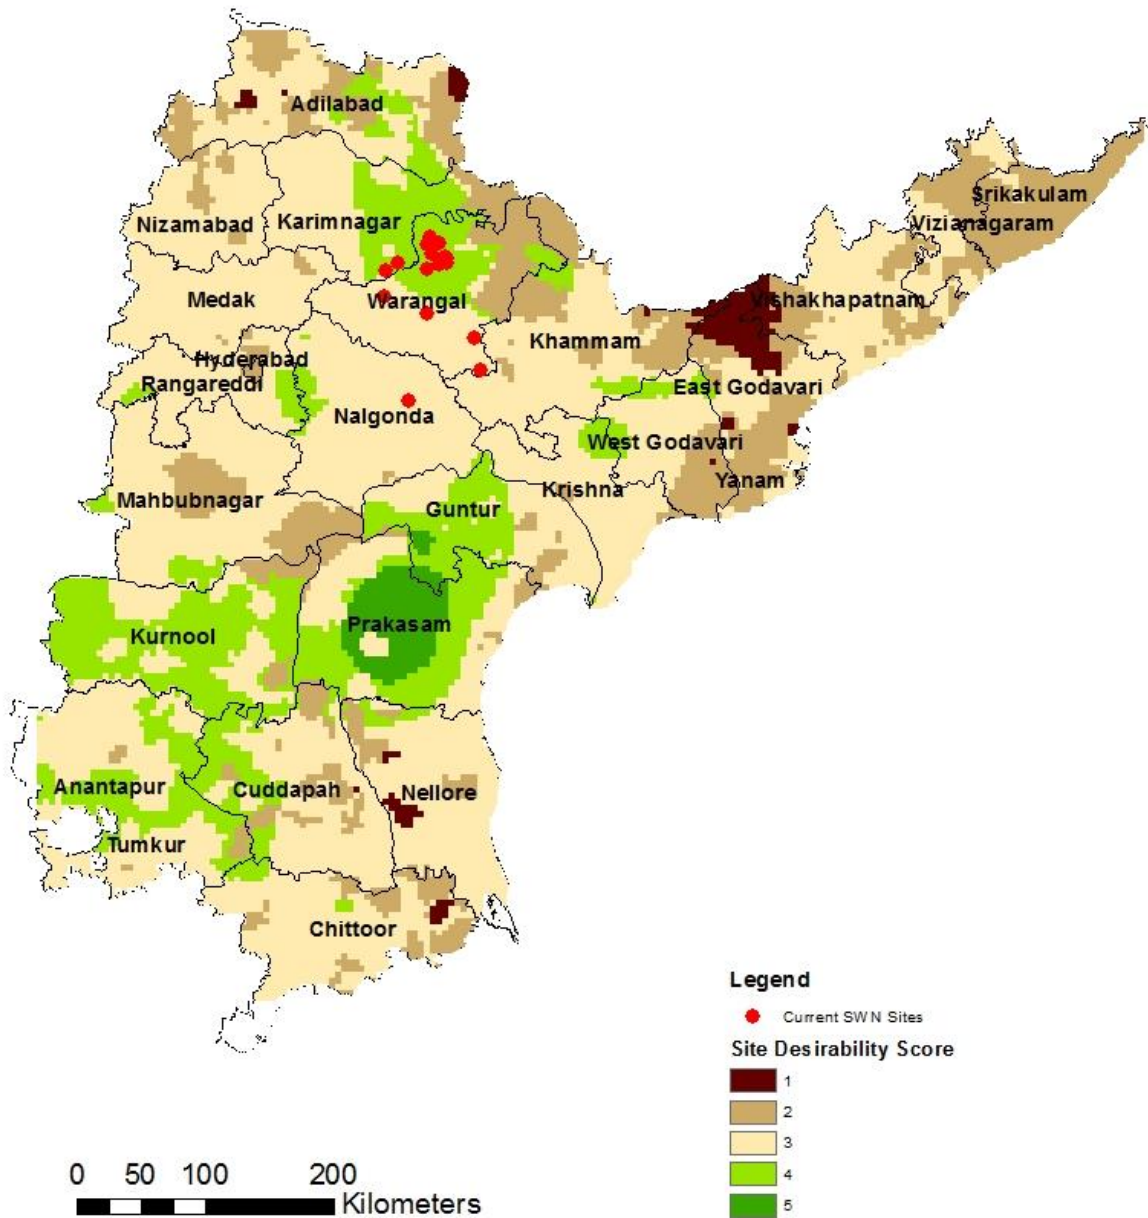 Adilabad
Srikakulam
Nizamabad
Karimnagar
Vizianagaram
Medak
Warangal
Vishakhapatnam
Khammam
Hyderabad
Rangareddi
East Godavari
Nalgonda
West Godavari
Yanam
Krishna
Mahbubnagar
Guntur
Prakasam
Kurnool
Anantapur
Cuddapah
Nellore
Tumkur
Chittoor
Legend
Current SWN Sites
Site Desirability Score
1
2
3
4
5
0 50 100 200
Kilometers